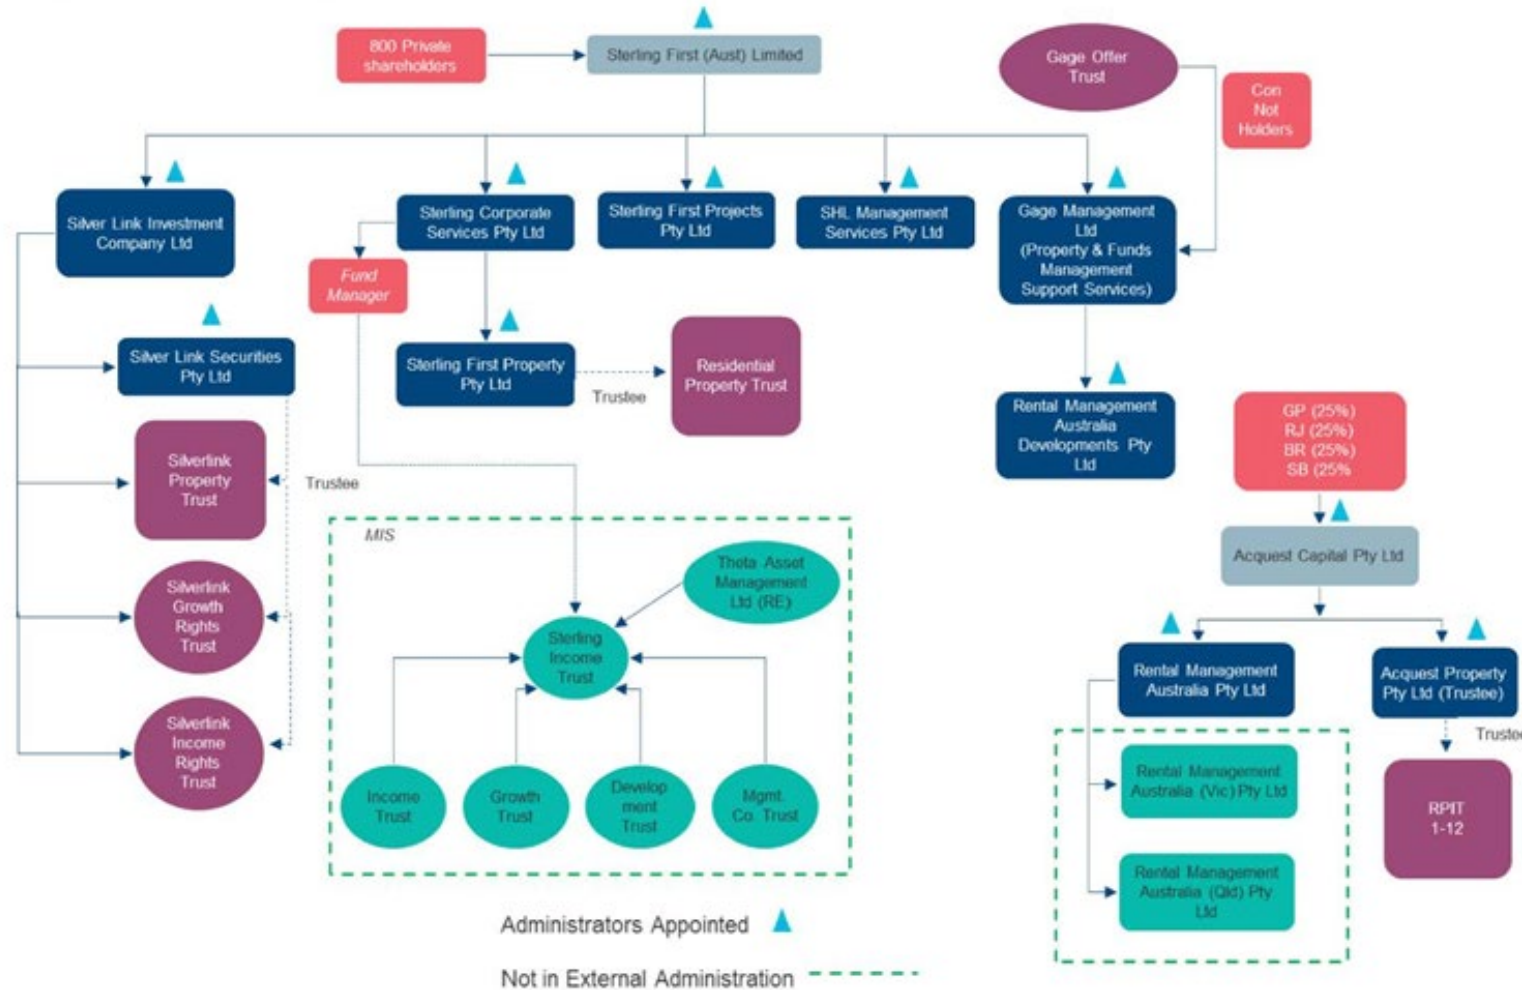 800 Private
shareholders
Sterling First (Aust) Limited
Gage Offer
Trust
Con
Not
Holders
Silver Link Investment
Company Ltd
Sterling Corporate
Services Pty Ltd
Sterling First Projects
Pty Ltd
SHL Management
Services Pty Ltd
Gage Management
Ltd
(Property & Funds
Management
Support Services)
Fund
Manager
Silver Link Securities
Pty Ltd
Sterling First Property
Pty Ltd
Trustee
Residential
Property Trust
Rental Management
Australia
Developments Pty
Ltd
GP (25%)
RJ (25%)
BR (25%)
SB (25%
Silverlink
Property
Trust
Trustee
MIS
Theta Asset
Management
Ltd (RE)
Acquest Capital Pty Ltd
Silverlink
Growth
Rights
Trust
Sterling
Income
Trust
Rental Management
Australia Pty Ltd
Acquest Property
Pty Ltd (Trustee)
Trustee
Silverlink
Income
Rights
Trust
Income
Trust
Growth
Trust
Develop
ment
Trust
Mgmt.
Co. Trust
Rental Management
Australia (Vic) Pty Ltd
RPIT
1-12
Rental Management
Australia (Qld) Pty
Ltd
Administrators Appointed
Not in External Administration